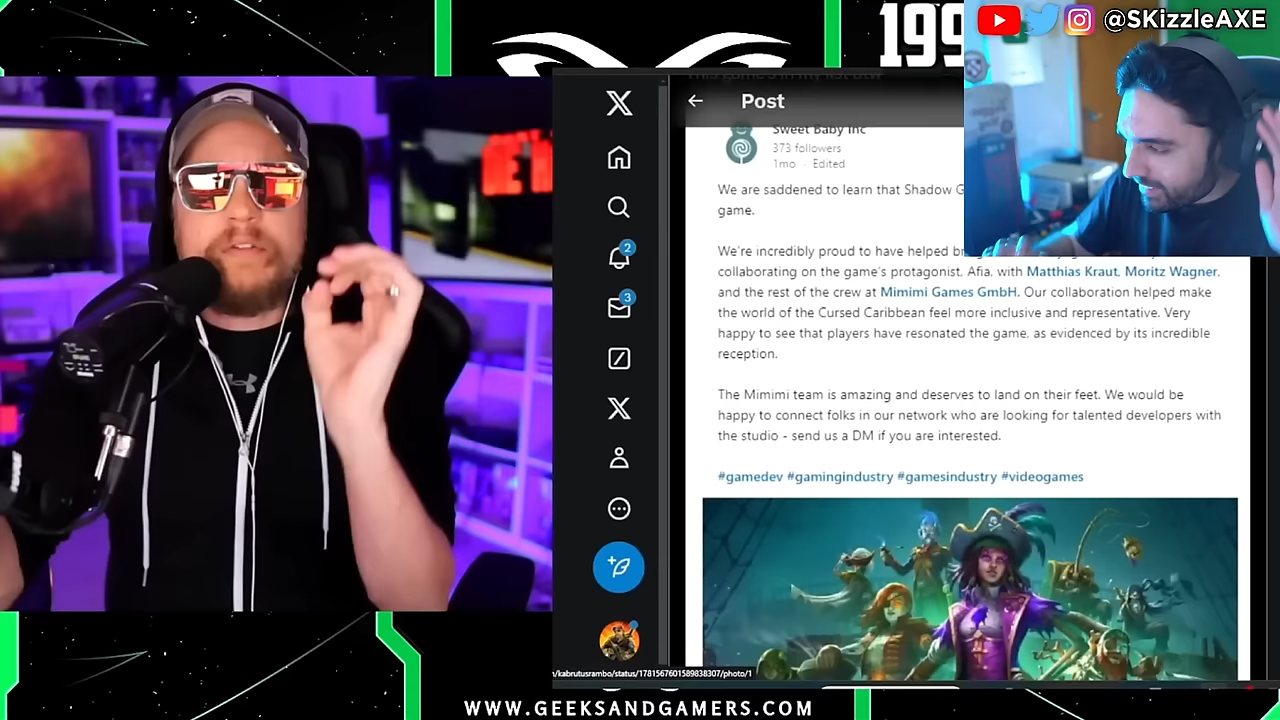 199
@SKizzleAXE
Post
Sweet Baby Inc
373 followers
1mo · Edited
We are saddened to learn that Shadow G
game.
We're incredibly proud to have helped
collaborating on the game's protagonist, Afia, with Matthias Kraut, Moritz Wagner,
and the rest of the crew at Mimimi Games GmbH. Our collaboration helped make
the world of the Cursed Caribbean feel more inclusive and representative. Very
happy to see that players have resonated the game, as evidenced by its incredible
reception.
The Mimimi team is amazing and deserves to land on their feet. We would be
happy to connect folks in our network who are looking for talented developers with
the studio - send us a DM if you are interested.
#gamedev #gamingindustry #gamesindustry #videogames
2
3
/kabrutusrambo/status/1781567601589838307/photo/1
WWW.GEEKSANDGAMERS.COM